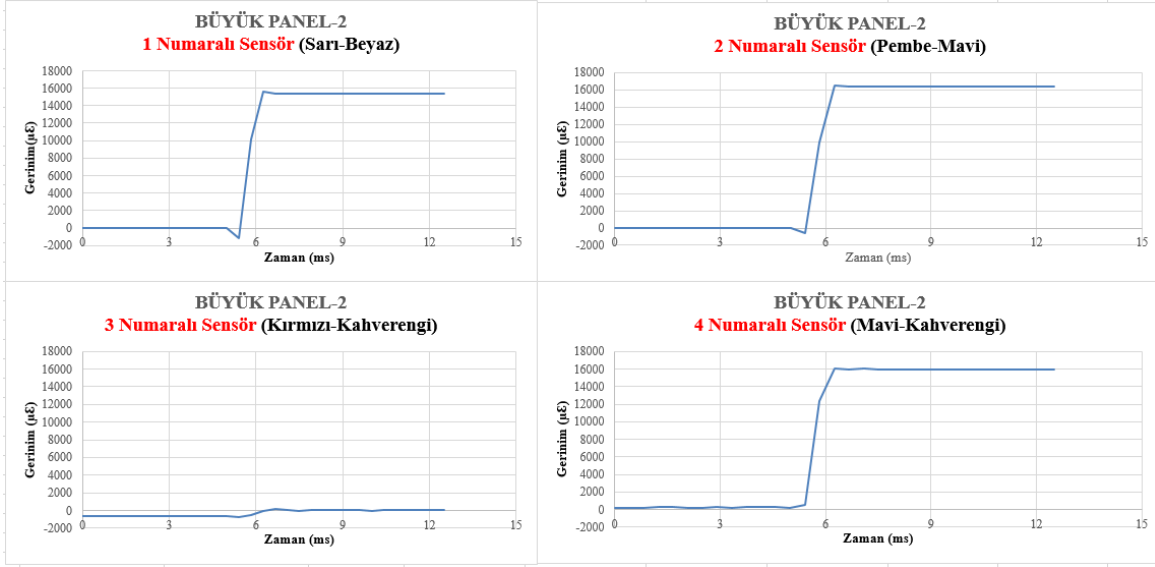 BÜYÜK PANEL-2
1 Numaralı Sensör (Sarı-Beyaz)
18000
16000
14000
12000
10000
8000
6000
4000
2000
0
-2000
Gerinim(µƐ)
0 3 6 9 12 15
Zaman (ms)
BÜYÜK PANEL-2
2 Numaralı Sensör (Pembe-Mavi)
18000
16000
14000
12000
10000
8000
6000
4000
2000
0
-2000
Gerinim (µƐ)
0 3 6 9 12 15
Zaman (ms)
BÜYÜK PANEL-2
3 Numaralı Sensör (Kırmızı-Kahverengi)
18000
16000
14000
12000
10000
8000
6000
4000
2000
0
-2000
Gerinim (µƐ)
0 3 6 9 12 15
Zaman (ms)
BÜYÜK PANEL-2
4 Numaralı Sensör (Mavi-Kahverengi)
18000
16000
14000
12000
10000
8000
6000
4000
2000
0
-2000
Gerinim (µƐ)
0 3 6 9 12 15
Zaman (ms)